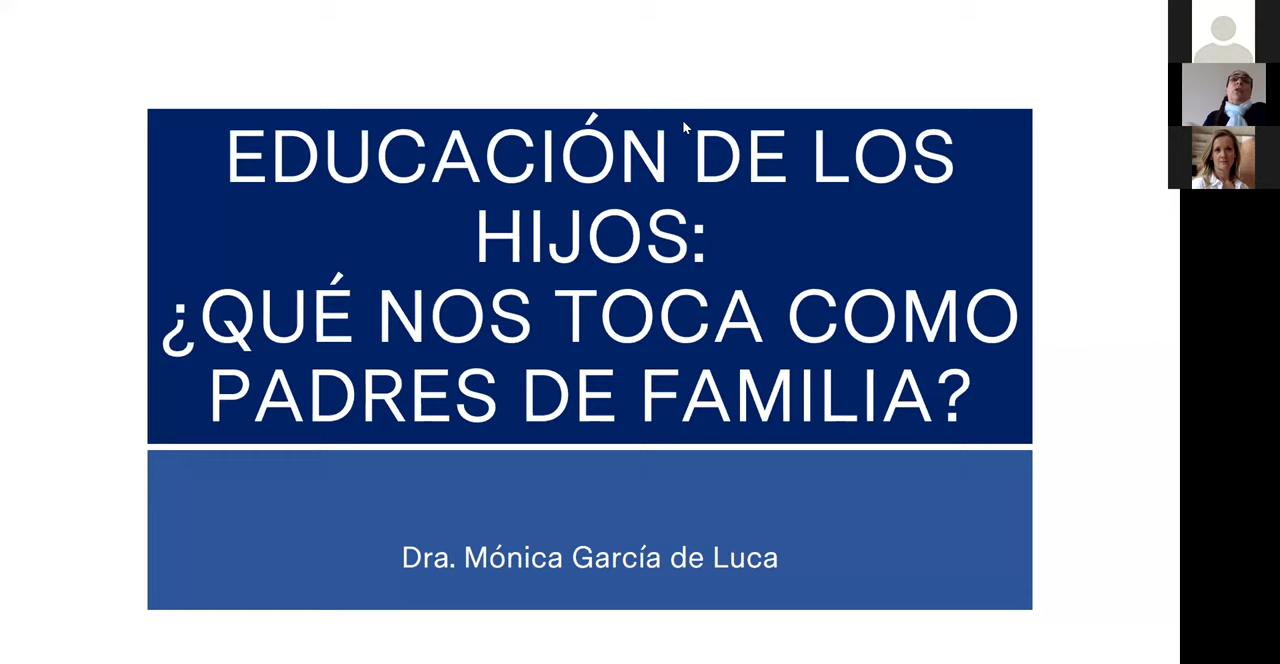 EDUCACIÓN DE LOS
HIJOS:
¿QUÉ NOS TOCA COMO
PADRES DE FAMILIA?
Dra. Mónica García de Luca